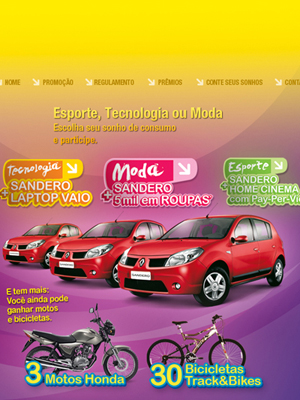 HOME PROMOÇÃO REGULAMENTO PRÊMIOS CONTE SEUS SONHOS
Esporte, Tecnologia ou Moda
Escolha seu sonho de consumo
e participe.
Tecnologia
SANDERO
+ LAPTOP VAIO
Moda
SANDERO
+ 5 mil em ROUPAS*
Esporte
SANDERO
+ HOME CINEMA
com Pay-Per-Vie
SANDERO
E tem mais:
Você ainda pode
ganhar motos
e bicicletas.
3 Motos Honda
30 Bicicletas
Track&Bikes